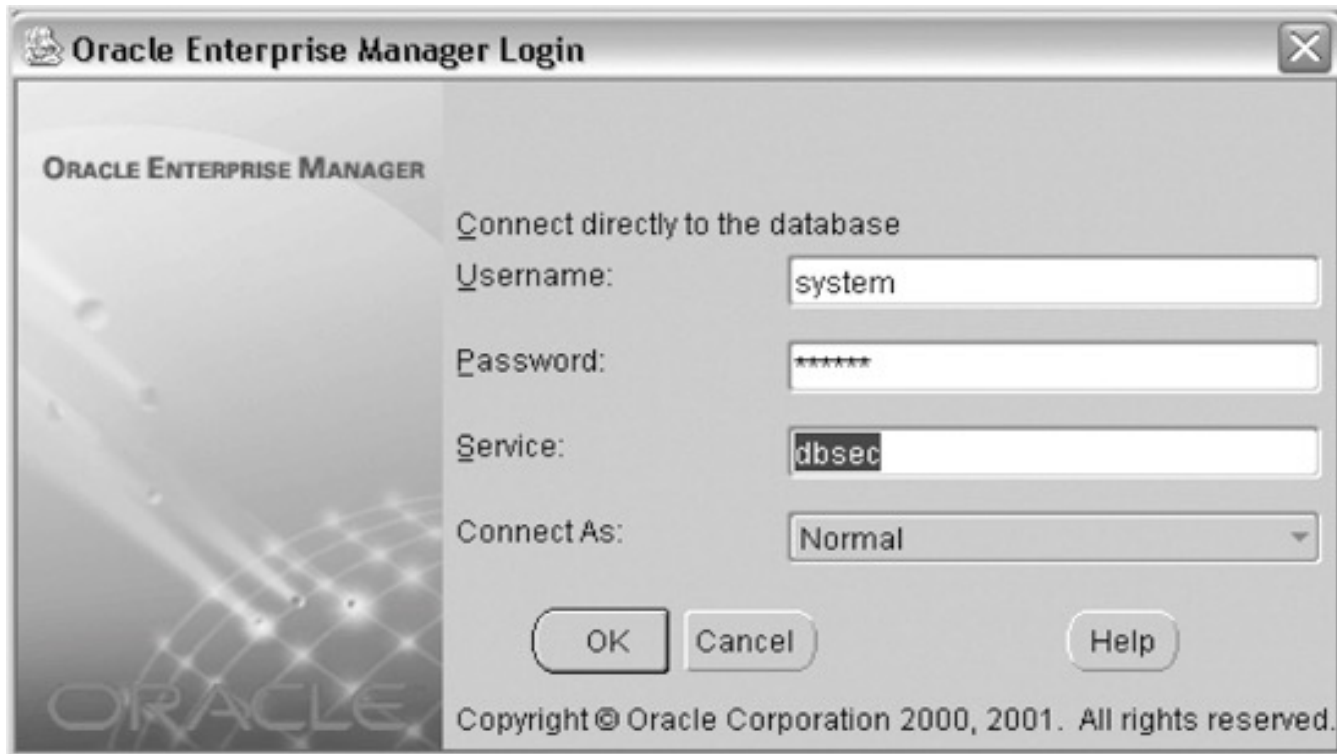 Oracle Enterprise Manager Login
ORACLE ENTERPRISE MANAGER
Connect directly to the database
Username: system
Password: ******
Service: dbsec
Connect As: Normal
OK Cancel Help
ORACLE
Copyright © Oracle Corporation 2000, 2001. All rights reserved.